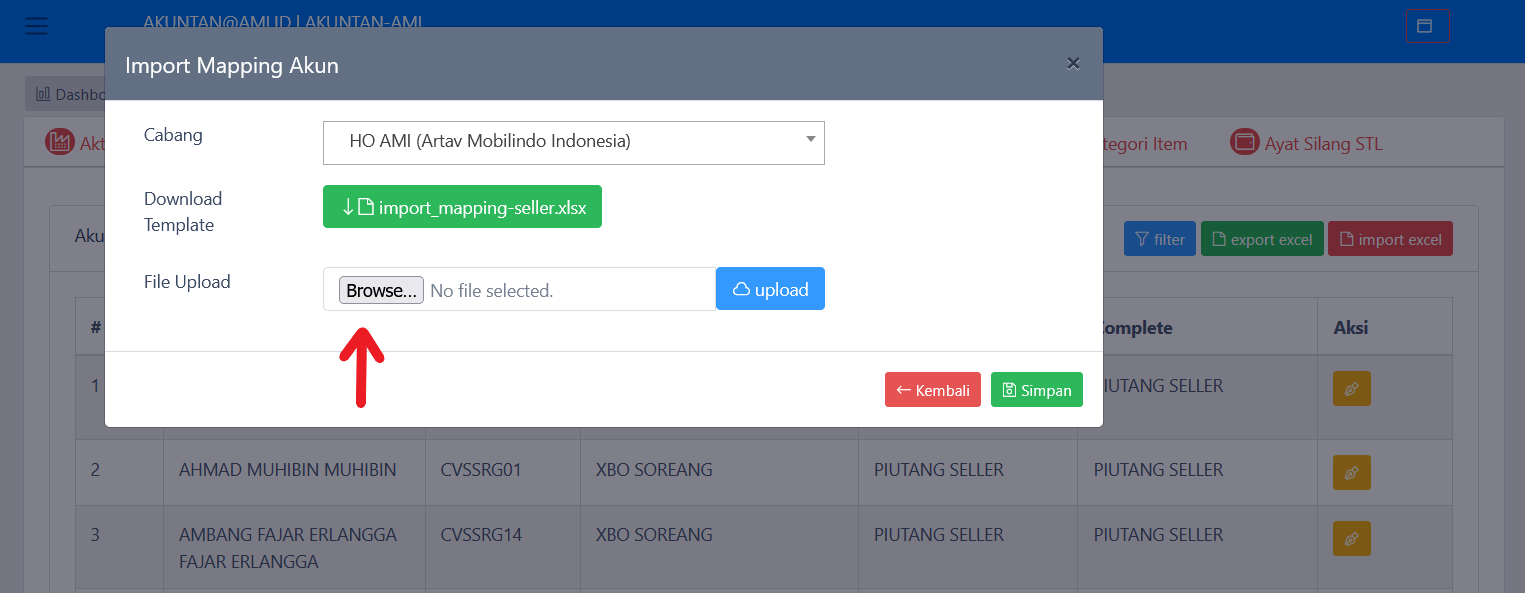 AKUNTAN@AMI.ID | AKUNTAN-AMI
Import Mapping Akun
×
Dashbo
Cabang
HO AMI (Artav Mobilindo Indonesia)
Akt
tegori Item
Ayat Silang STL
Download
Template
import_mapping-seller.xlsx
Aku
filter
export excel
import excel
File Upload
Browse...
No file selected.
upload
#
Complete
Aksi
1
PIUTANG SELLER
Kembali
Simpan
2
AHMAD MUHIBIN MUHIBIN
CVSSRG01
XBO SOREANG
PIUTANG SELLER
PIUTANG SELLER
3
AMBANG FAJAR ERLANGGA
FAJAR ERLANGGA
CVSSRG14
XBO SOREANG
PIUTANG SELLER
PIUTANG SELLER